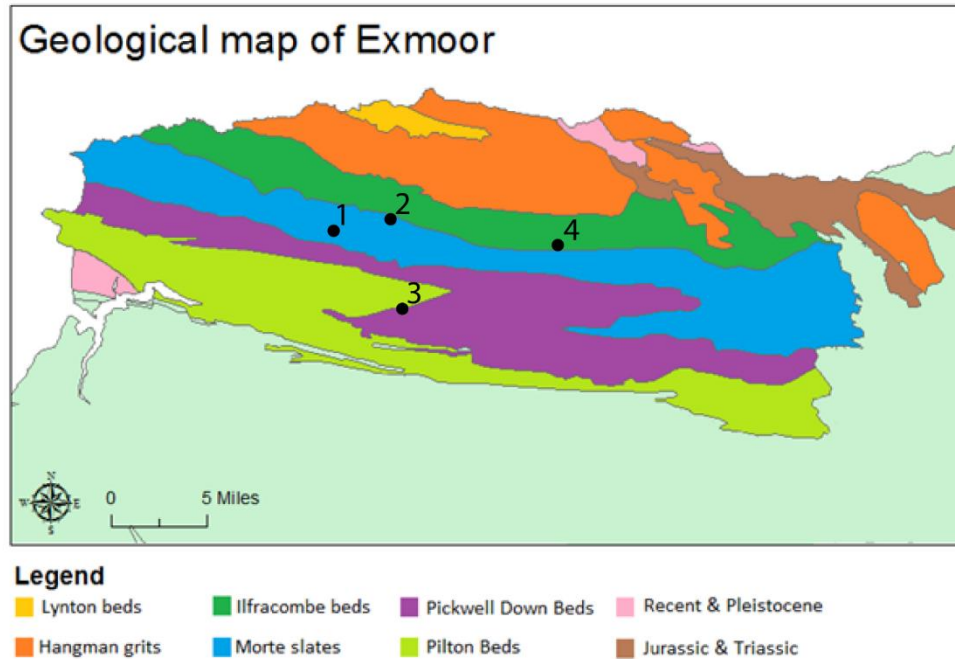 Geological map of Exmoor
1
2
4
3
N
W E
S
0 5 Miles
Legend
Lynton beds Ilfracombe beds Pickwell Down Beds Recent & Pleistocene
Hangman grits Morte slates Pilton Beds Jurassic & Triassic